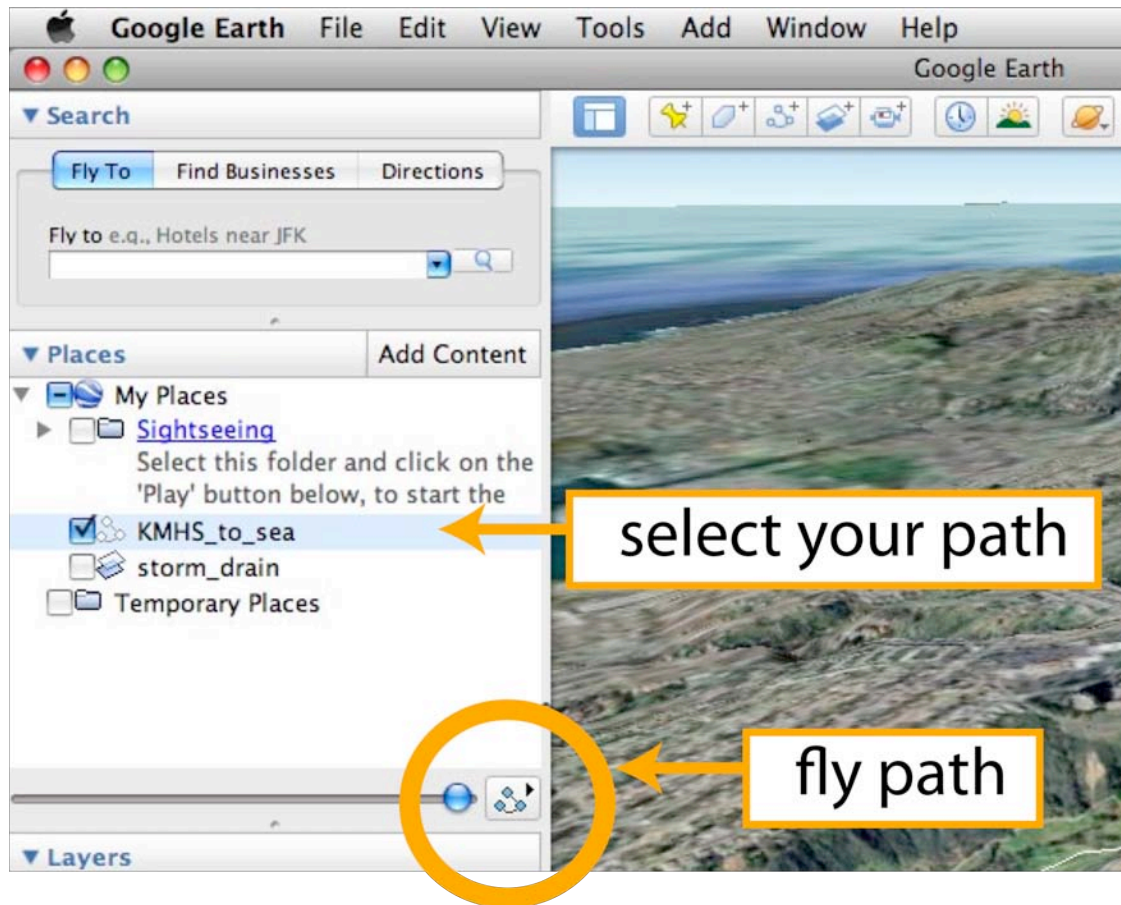 Google Earth File Edit View Tools Add Window Help
Google Earth
Search
Fly To Find Businesses Directions
Fly to e.g., Hotels near JFK
Places Add Content
My Places
Sightseeing
Select this folder and click on the
'Play' button below, to start the
KMHS_to_sea
select your path
storm_drain
Temporary Places
fly path
Layers